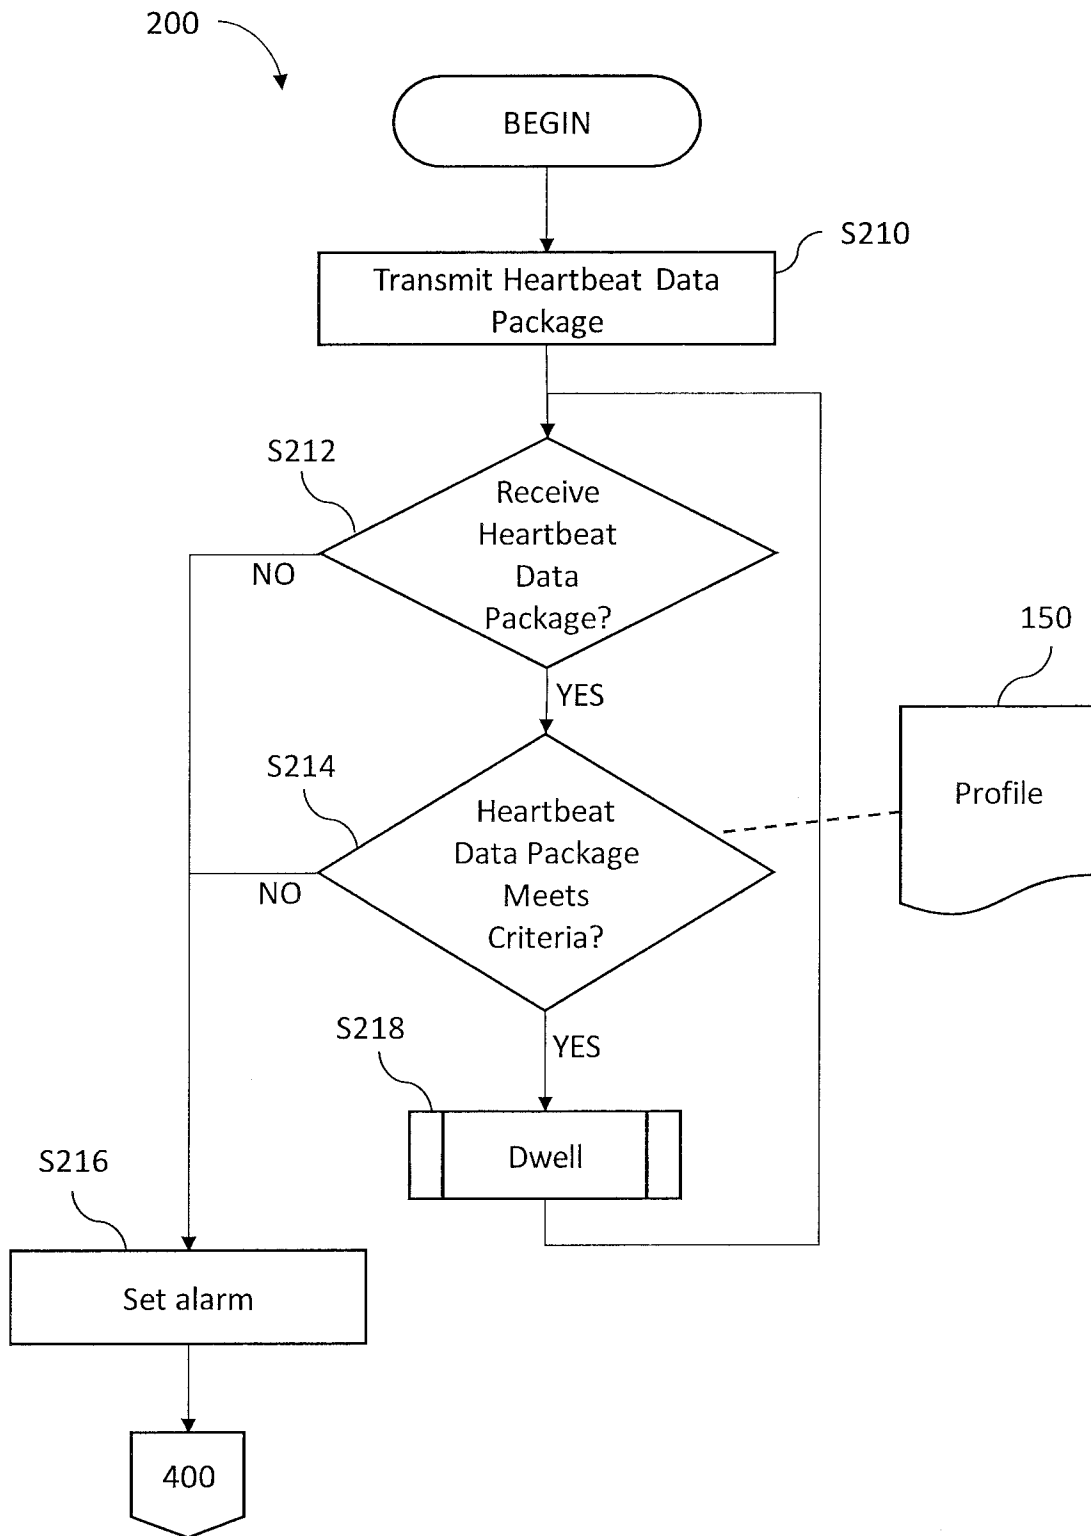 200
BEGIN
S210
Transmit Heartbeat Data
Package
S212
Receive
Heartbeat
Data
Package?
NO
YES
150
Profile
S214
Heartbeat
Data Package
Meets
Criteria?
NO
YES
S218
Dwell
S216
Set alarm
400